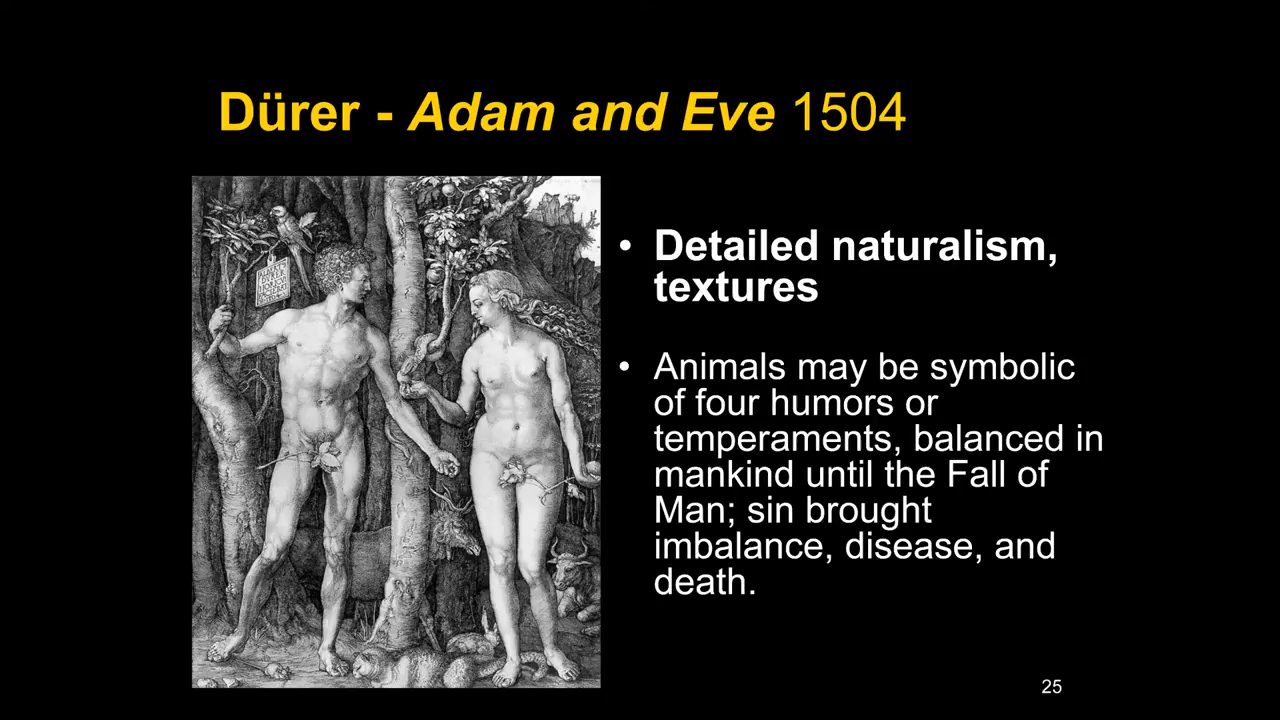 Dürer - Adam and Eve 1504
• Detailed naturalism,
textures
• Animals may be symbolic
of four humors or
temperaments, balanced in
mankind until the Fall of
Man; sin brought
imbalance, disease, and
death.
25